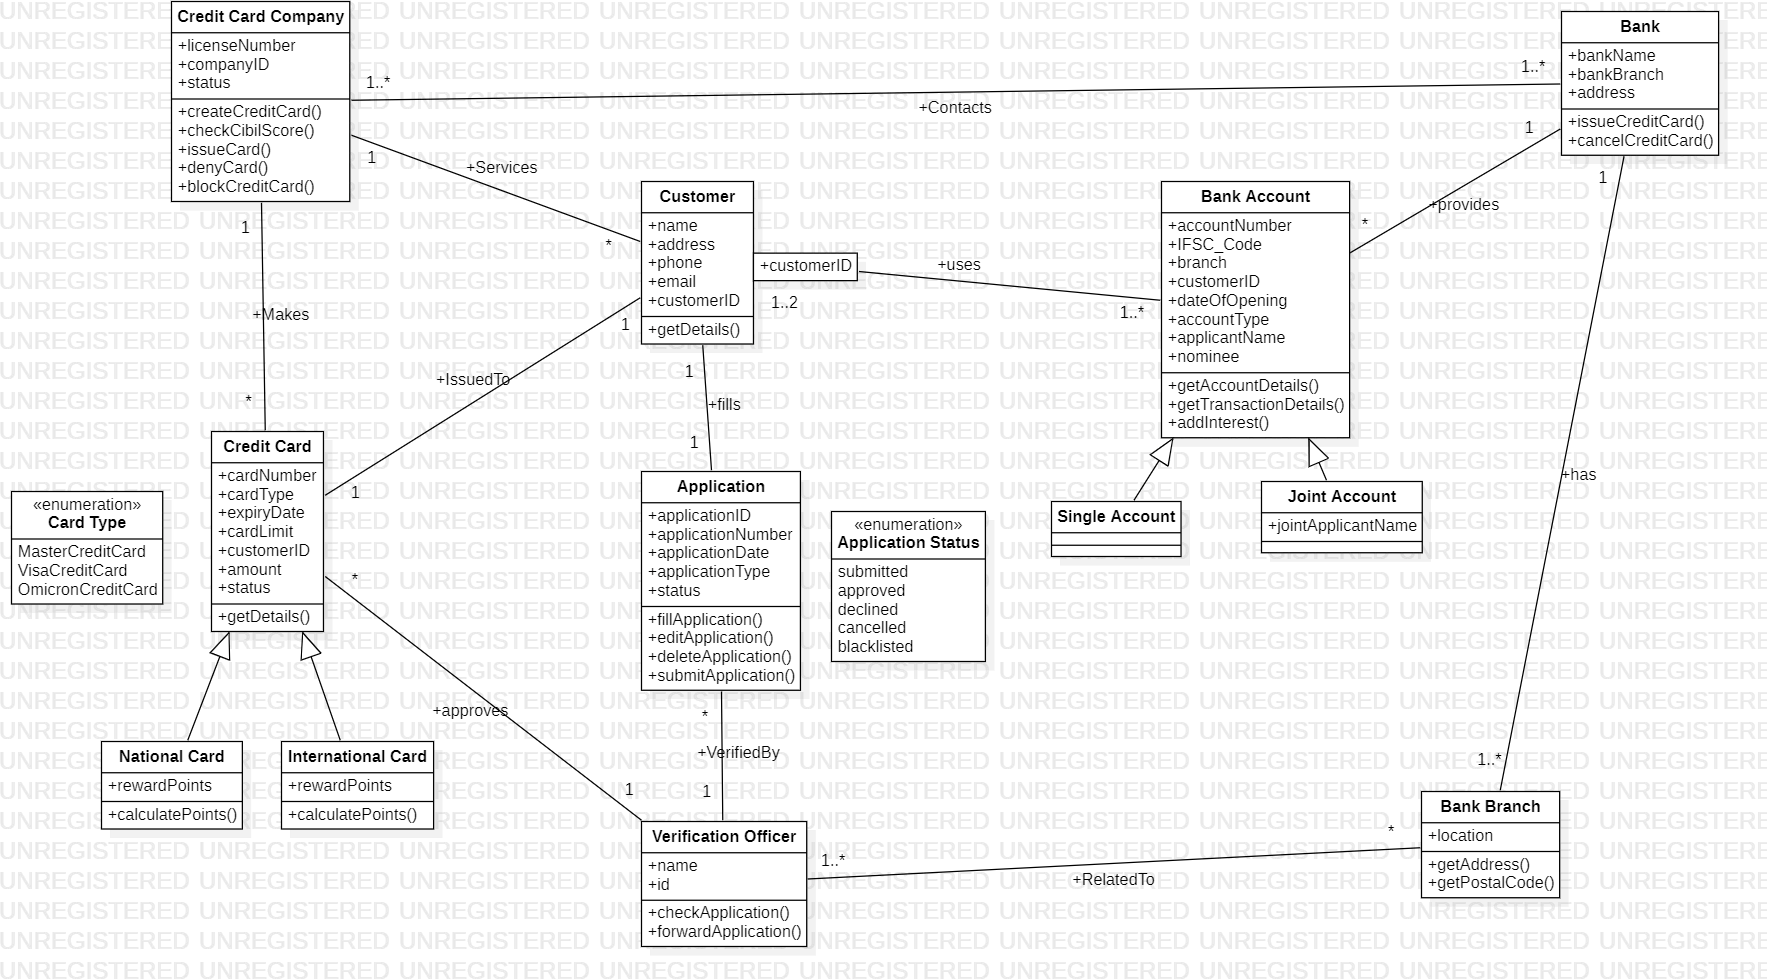 Credit Card Company
+licenseNumber
+companyID
+status
+createCreditCard()
+checkCibilScore()
+issueCard()
+denyCard()
+blockCreditCard()
1..*
+Contacts
1..*
Bank
+bankName
+bankBranch
+address
+issueCreditCard()
+cancelCreditCard()
1
+Services
*
1
+provides
*
1
+has
1..*
1
+Makes
*
Customer
+name
+address
+phone
+email
+customerID
+getDetails()
+customerID
1..2
+uses
1..*
Bank Account
+accountNumber
+IFSC_Code
+branch
+customerID
+dateOfOpening
+accountType
+applicantName
+nominee
+getAccountDetails()
+getTransactionDetails()
+addInterest()
1
+IssuedTo
1
1
+fills
1
Credit Card
+cardNumber
+cardType
+expiryDate
+cardLimit
+customerID
+amount
+status
+getDetails()
«enumeration»
Card Type
MasterCreditCard
VisaCreditCard
OmicronCreditCard
Application
+applicationID
+applicationNumber
+applicationDate
+applicationType
+status
+fillApplication()
+editApplication()
+deleteApplication()
+submitApplication()
«enumeration»
Application Status
submitted
approved
declined
cancelled
blacklisted
Single Account
Joint Account
+jointApplicantName
*
+approves
1
*
+VerifiedBy
1
National Card
+rewardPoints
+calculatePoints()
International Card
+rewardPoints
+calculatePoints()
Verification Officer
+name
+id
+checkApplication()
+forwardApplication()
1..*
+RelatedTo
*
Bank Branch
+location
+getAddress()
+getPostalCode()
UNREGISTERED